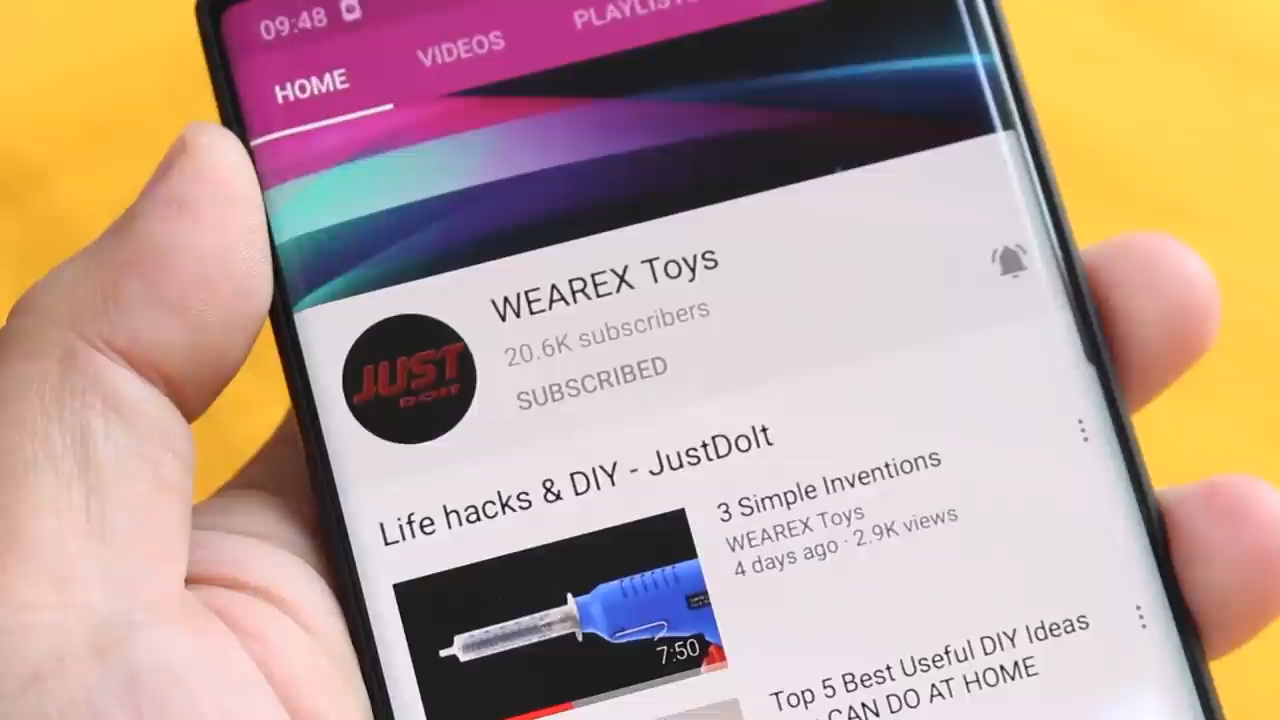 09:48
HOME
VIDEOS
PLAYLISTS
WEAREX Toys
20.6K subscribers
SUBSCRIBED
JUST
DOIT
Life hacks & DIY - JustDoIt
3 Simple Inventions
WEAREX Toys
4 days ago · 2.9K views
7:50
Top 5 Best Useful DIY Ideas
CAN DO AT HOME